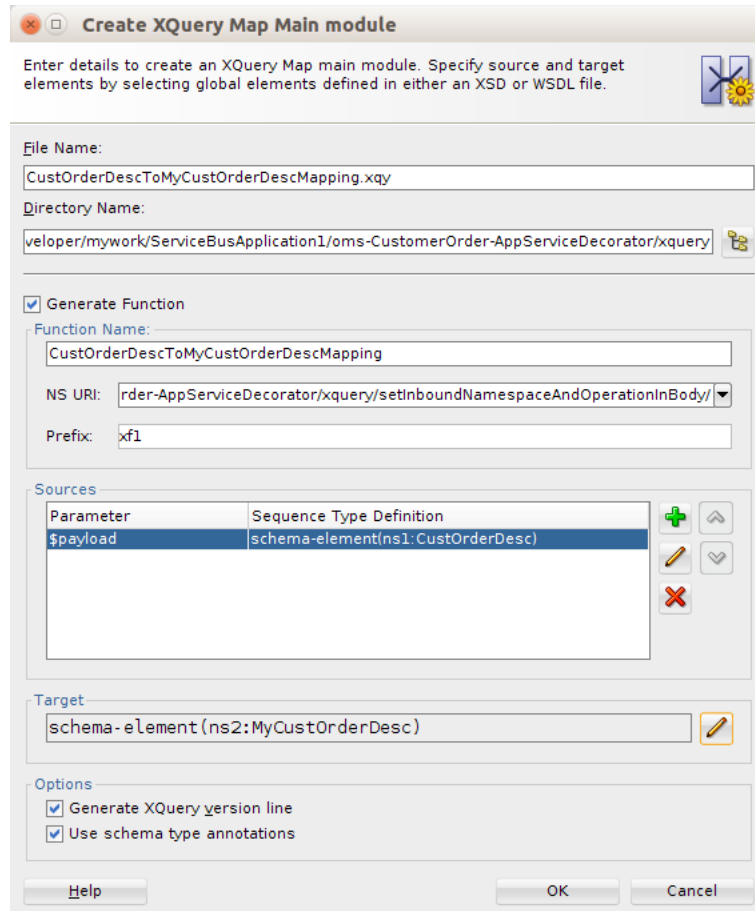 Create XQuery Map Main module
Enter details to create an XQuery Map main module. Specify source and target
elements by selecting global elements defined in either an XSD or WSDL file.
File Name:
CustOrderDescToMyCustOrderDescMapping.xqy
Directory Name:
veloper/mywork/ServiceBusApplication1/oms-CustomerOrder-AppServiceDecorator/xquery
Generate Function
Function Name:
CustOrderDescToMyCustOrderDescMapping
NS URI: rder-AppServiceDecorator/xquery/setInboundNamespaceAndOperationInBody/
Prefix: xf1
Sources
Parameter Sequence Type Definition
$payload schema-element(ns1:CustOrderDesc)
Target
schema-element(ns2:MyCustOrderDesc)
Options
Generate XQuery version line
Use schema type annotations
Help OK Cancel